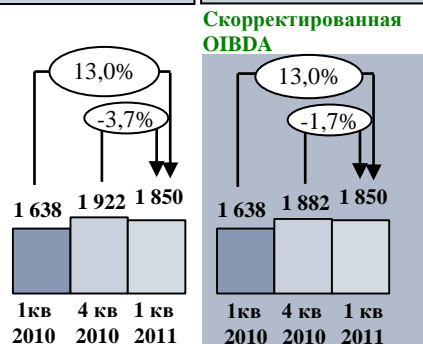 Скорректированная
OIBDA
13,0%
-3,7%
1 638 1 922 1 850
1кв 4 кв 1 кв
2010 2010 2011
13,0%
-1,7%
1 638 1 882 1 850
1кв 4 кв 1 кв
2010 2010 2011